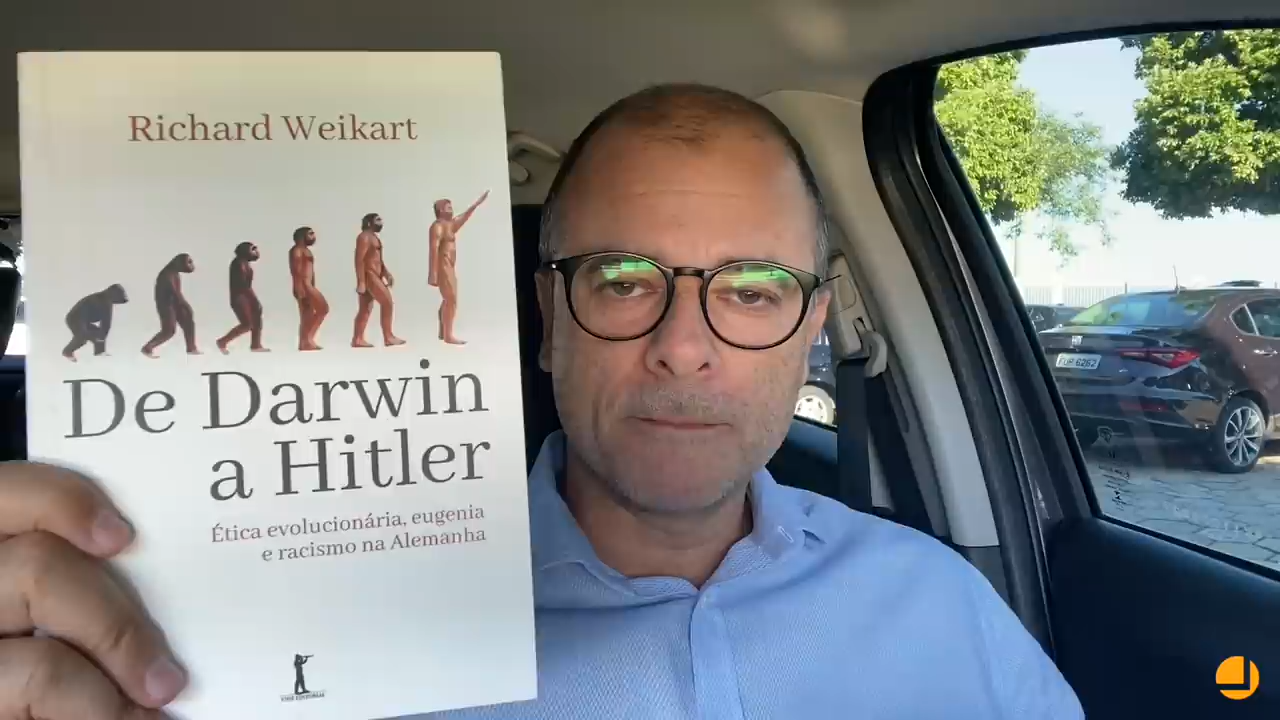 Richard Weikart
De Darwin
a Hitler
Ética evolucionária, eugenia
e racismo na Alemanha